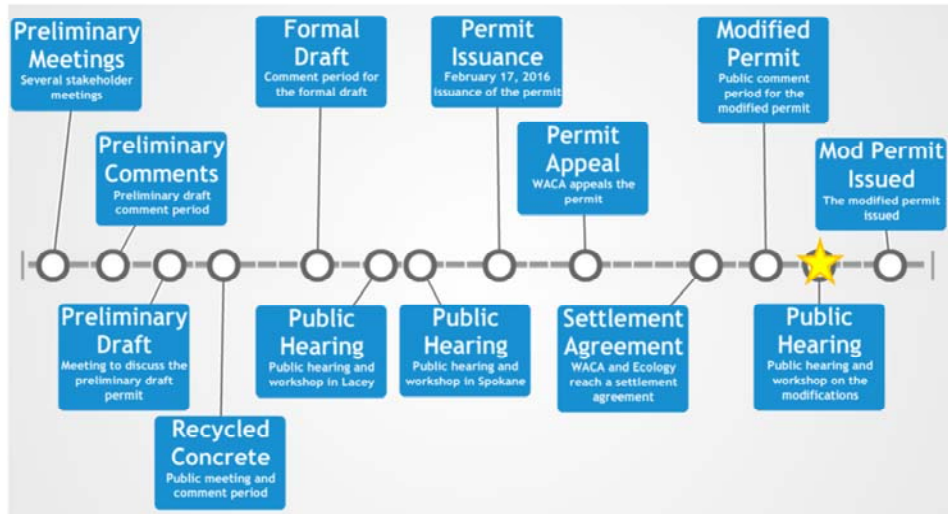 Preliminary
Meetings
Several stakeholder
meetings
Preliminary
Comments
Preliminary draft
comment period
Preliminary
Draft
Meeting to discuss the
preliminary draft
permit
Recycled
Concrete
Public meeting and
comment period
Formal
Draft
Comment period for
the formal draft
Public
Hearing
Public hearing and
workshop in Lacey
Public
Hearing
Public hearing and
workshop in Spokane
Permit
Issuance
February 17, 2016
issuance of the permit
Permit
Appeal
WACA appeals the
permit
Settlement
Agreement
WACA and Ecology
reach a settlement
agreement
Modified
Permit
Public comment
period for the
modified permit
Public
Hearing
Public hearing and
workshop on the
modifications
Mod Permit
Issued
The modified permit
issued